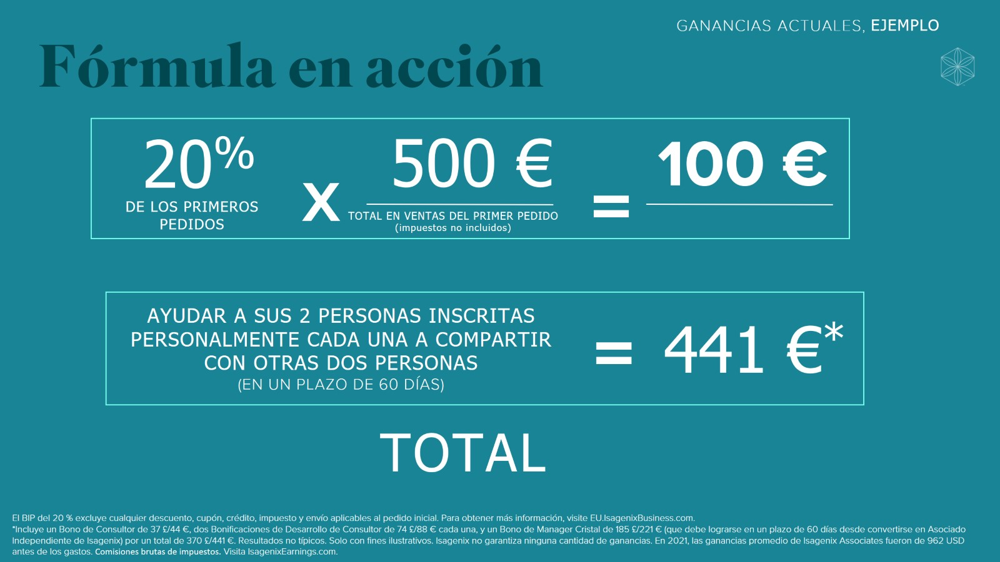 GANANCIAS ACTUALES, EJEMPLO
Fórmula en acción
20%
DE LOS PRIMEROS
PEDIDOS
X
500 €
TOTAL EN VENTAS DEL PRIMER PEDIDO
(impuestos no incluidos)
=
100 €
AYUDAR A SUS 2 PERSONAS INSCRITAS
PERSONALMENTE CADA UNA A COMPARTIR
CON OTRAS DOS PERSONAS
(EN UN PLAZO DE 60 DÍAS)
=
441 €*
TOTAL
El BIP del 20 % excluye cualquier descuento, cupón, crédito, impuesto y envío aplicables al pedido inicial. Para obtener más información, visite EU.IsagenixBusiness.com.
*Incluye un Bono de Consultor de 37 £/44 €, dos Bonificaciones de Desarrollo de Consultor de 74 £/88 € cada una, y un Bono de Manager Cristal de 185 £/221 € (que debe lograrse en un plazo de 60 días desde convertirse en Asociado
Independiente de Isagenix) por un total de 370 £/441 €. Resultados no típicos. Solo con fines ilustrativos. Isagenix no garantiza ninguna cantidad de ganancias. En 2021, las ganancias promedio de Isagenix Associates fueron de 962 USD
antes de los gastos. Comisiones brutas de impuestos. Visita IsagenixEarnings.com.